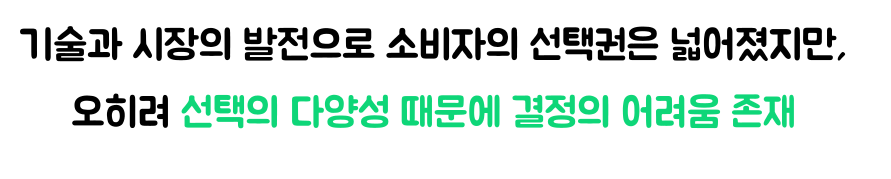 기술과 시장의 발전으로 소비자의 선택권은 넓어졌지만,
오히려 선택의 다양성 때문에 결정의 어려움 존재